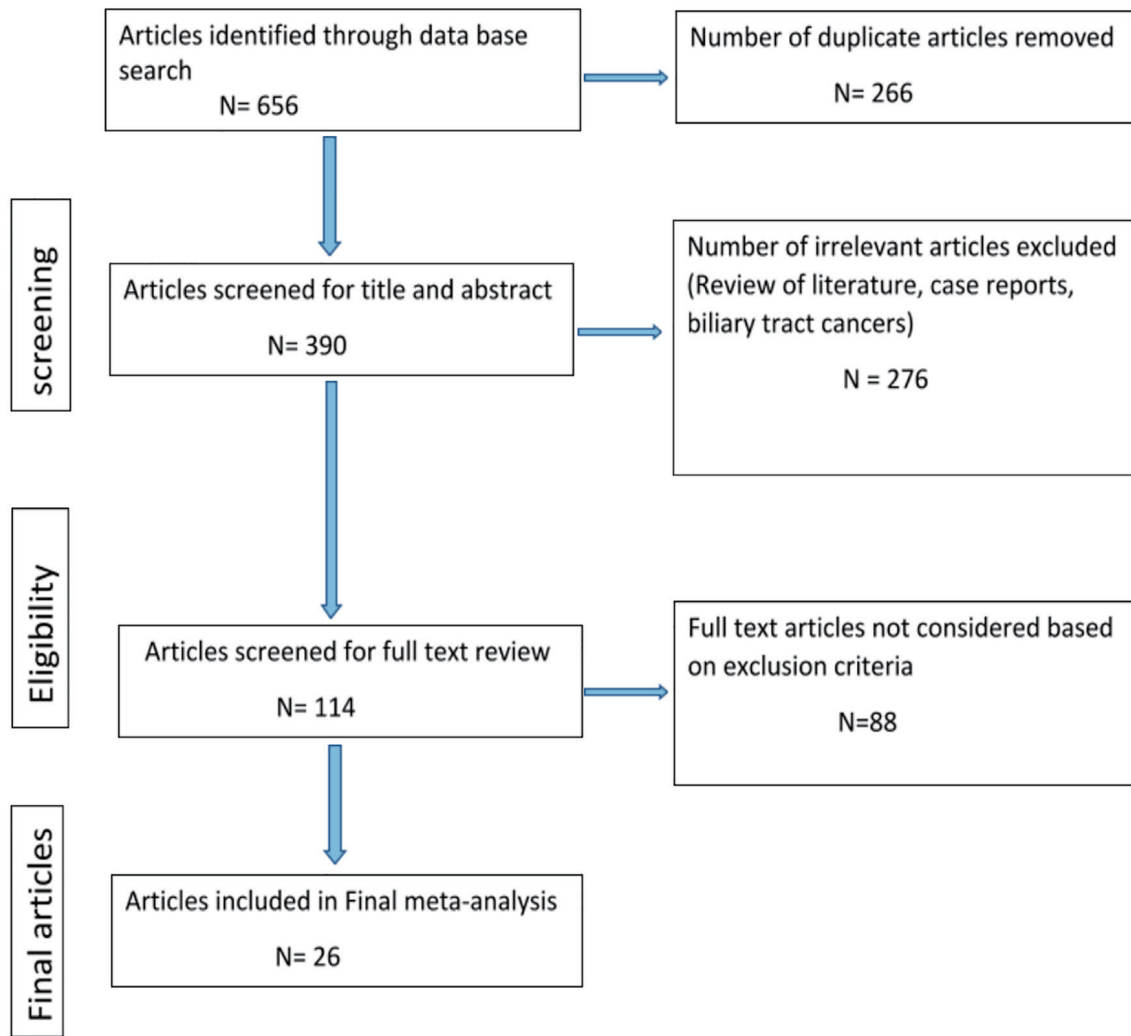 Articles identified through data base
search
N= 656
Number of duplicate articles removed
N= 266
screening
Articles screened for title and abstract
N= 390
Number of irrelevant articles excluded
(Review of literature, case reports,
biliary tract cancers)
N = 276
Eligibility
Articles screened for full text review
N= 114
Full text articles not considered based
on exclusion criteria
N=88
Final articles
Articles included in Final meta-analysis
N= 26